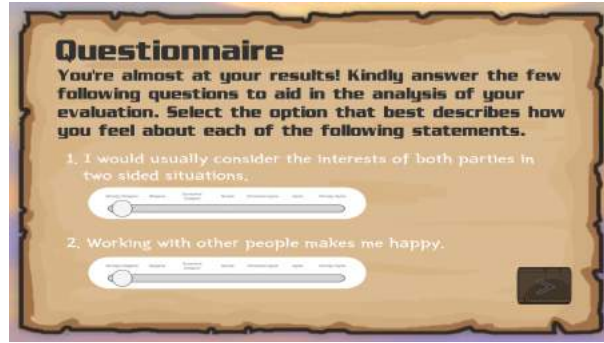 Questionnaire
You're almost at your results! Kindly answer the few
following questions to aid in the analysis of your
evaluation. Select the option that best describes how
you feel about each of the following statements.
1. I would usually consider the interests of both parties in
two sided situations.
2. Working with other people makes me happy.